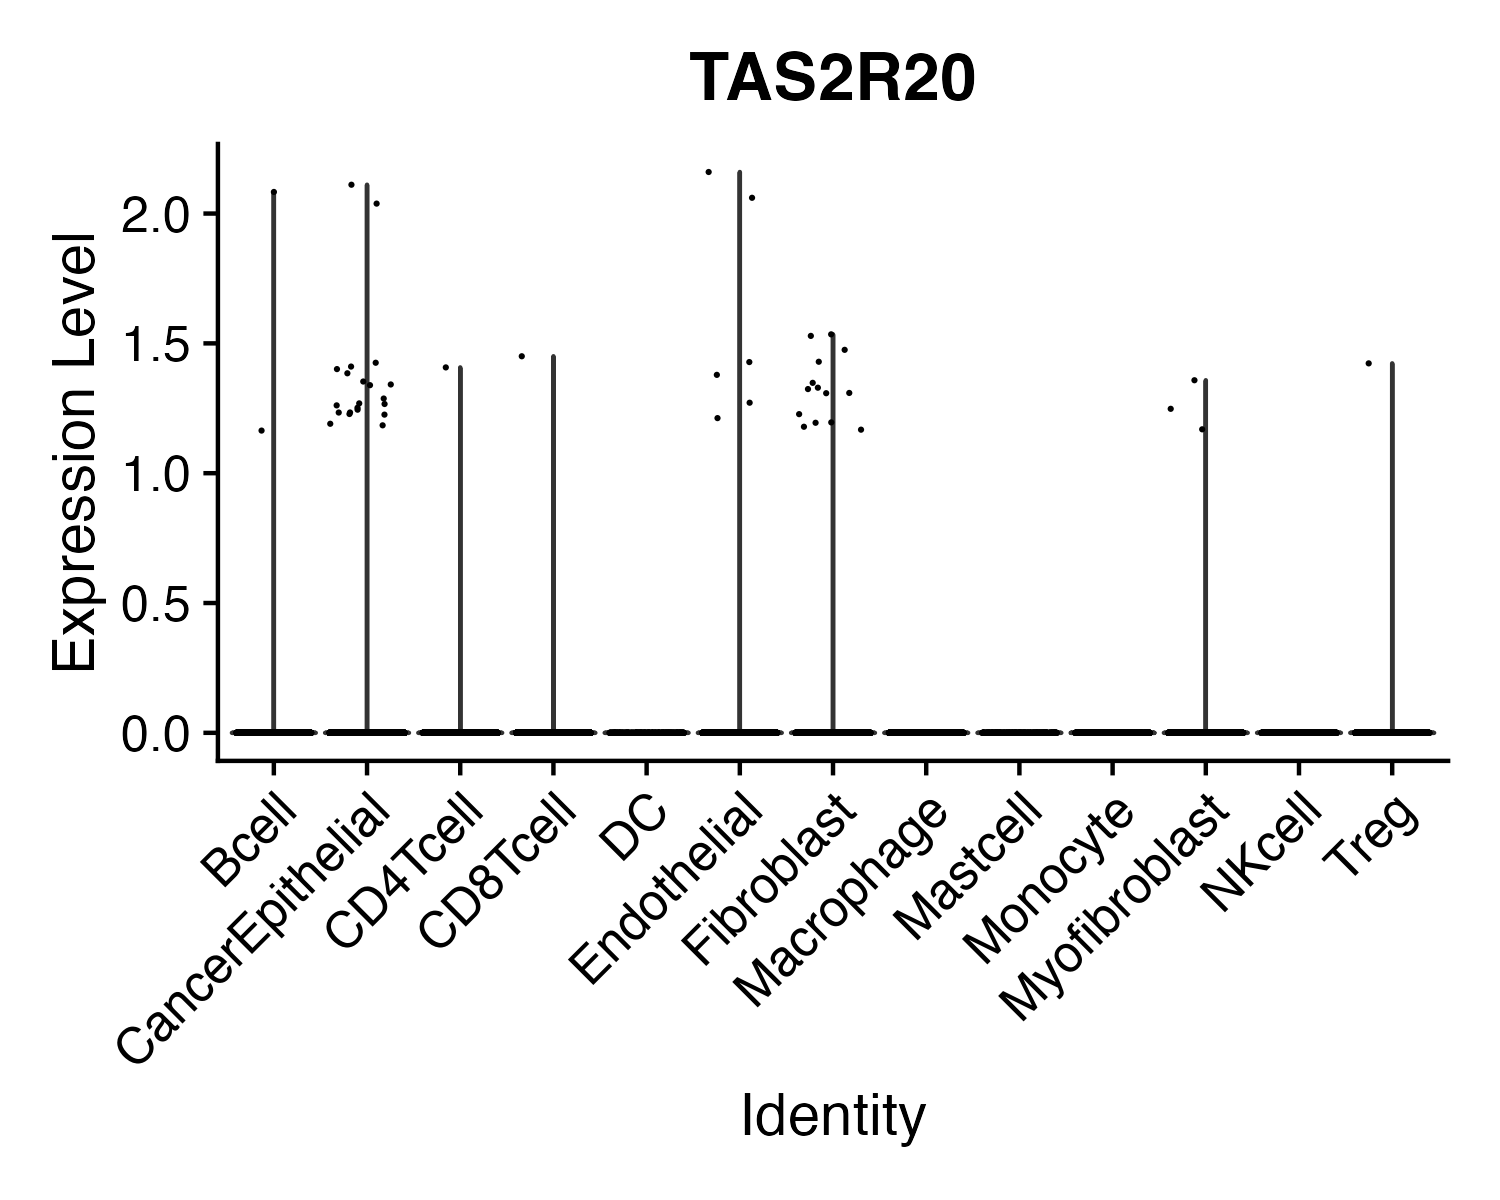 TAS2R20
Expression Level
2.0
1.5
1.0
0.5
0.0
Bcell
CancerEpithelial
CD4Tcell
CD8Tcell
DC
Endothelial
Fibroblast
Macrophage
Mastcell
Monocyte
Myofibroblast
NKcell
Treg
Identity